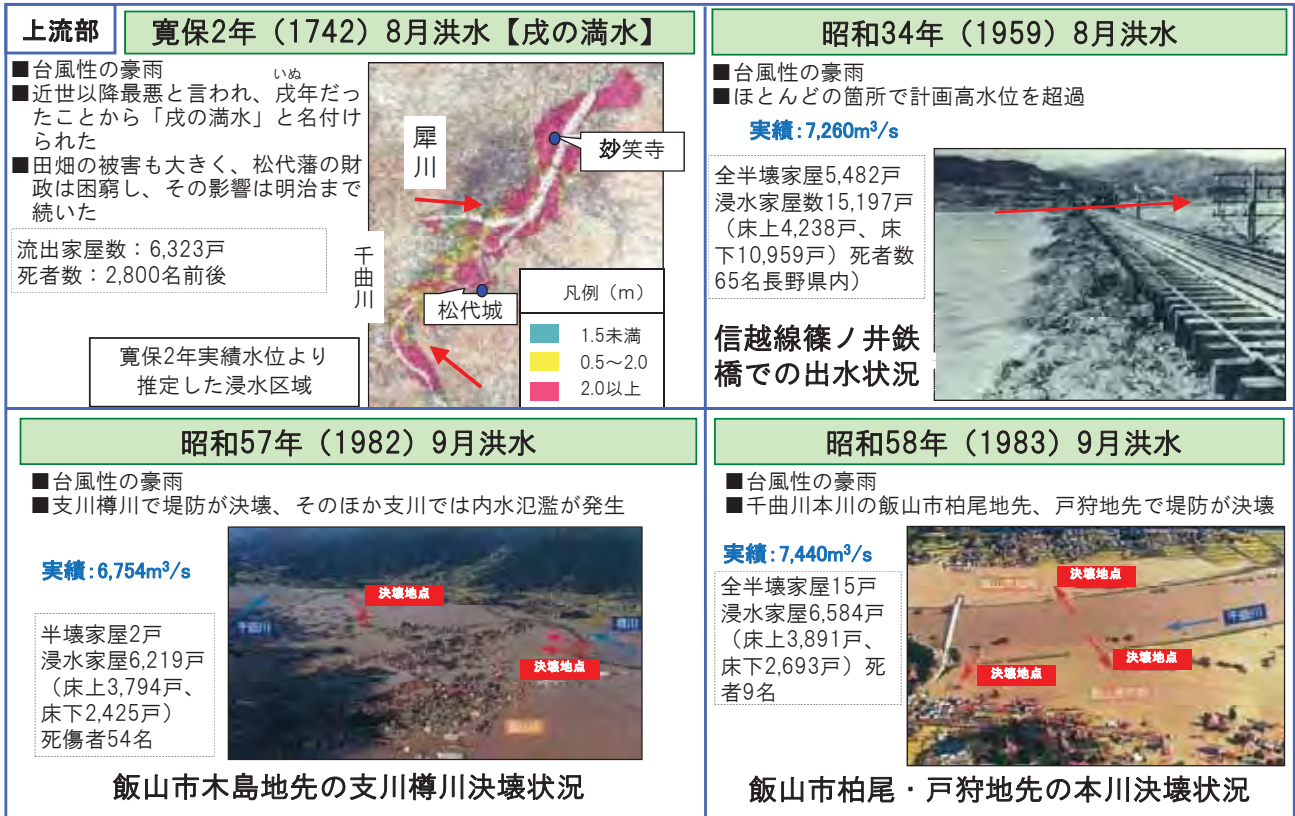 上流部
寛保2年（1742）8月洪水【戌の満水】
■台風性の豪雨
いぬ
■近世以降最悪と言われ、戌年だっ
たことから「戌の満水」と名付け
られた
■田畑の被害も大きく、松代藩の財
政は困窮し、その影響は明治まで
続いた
流出家屋数：6,323戸
死者数：2,800名前後
寛保2年実績水位より
推定した浸水区域
犀川
千曲川
妙笑寺
松代城
凡例（m）
1.5未満
0.5～2.0
2.0以上
昭和34年（1959）8月洪水
■台風性の豪雨
■ほとんどの箇所で計画高水位を超過
実績：7,260m³/s
全半壊家屋5,482戸
浸水家屋数15,197戸
（床上4,238戸、床
下10,959戸）死者数
65名長野県内）
信越線篠ノ井鉄
橋での出水状況
昭和57年（1982）9月洪水
■台風性の豪雨
■支川樽川で堤防が決壊、そのほか支川では内水氾濫が発生
実績：6,754m³/s
半壊家屋2戸
浸水家屋6,219戸
（床上3,794戸、
床下2,425戸）
死傷者54名
決壊地点
千曲川
樽川
決壊地点
飯山市
飯山市木島地先の支川樽川決壊状況
昭和58年（1983）9月洪水
■台風性の豪雨
■千曲川本川の飯山市柏尾地先、戸狩地先で堤防が決壊
実績：7,440m³/s
全半壊家屋15戸
浸水家屋6,584戸
（床上3,891戸、
床下2,693戸）死
者9名
決壊地点
千曲川
決壊地点
決壊地点
飯山市柏尾・戸狩地先の本川決壊状況